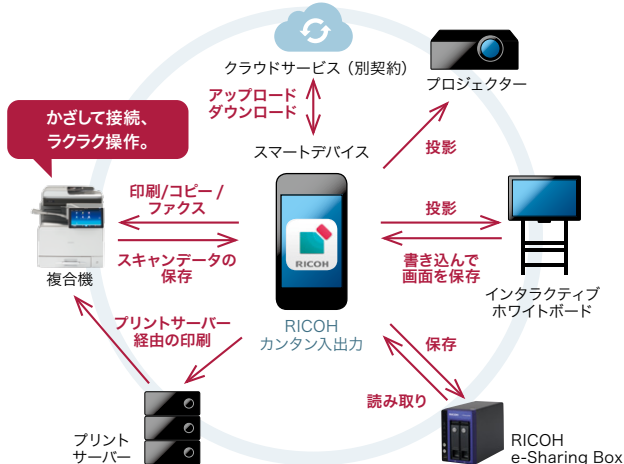 クラウドサービス（別契約）
プロジェクター
アップロード
ダウンロード
かざして接続、
ラクラク操作。
スマートデバイス
投影
印刷/コピー/
ファクス
投影
RICOH
スキャンデータの
保存
書き込んで
画面を保存
複合機
インタラクティブ
ホワイトボード
プリントサーバー
経由の印刷
RICOH
カンタン入出力
保存
読み取り
プリント
サーバー
RICOH
e-Sharing Box